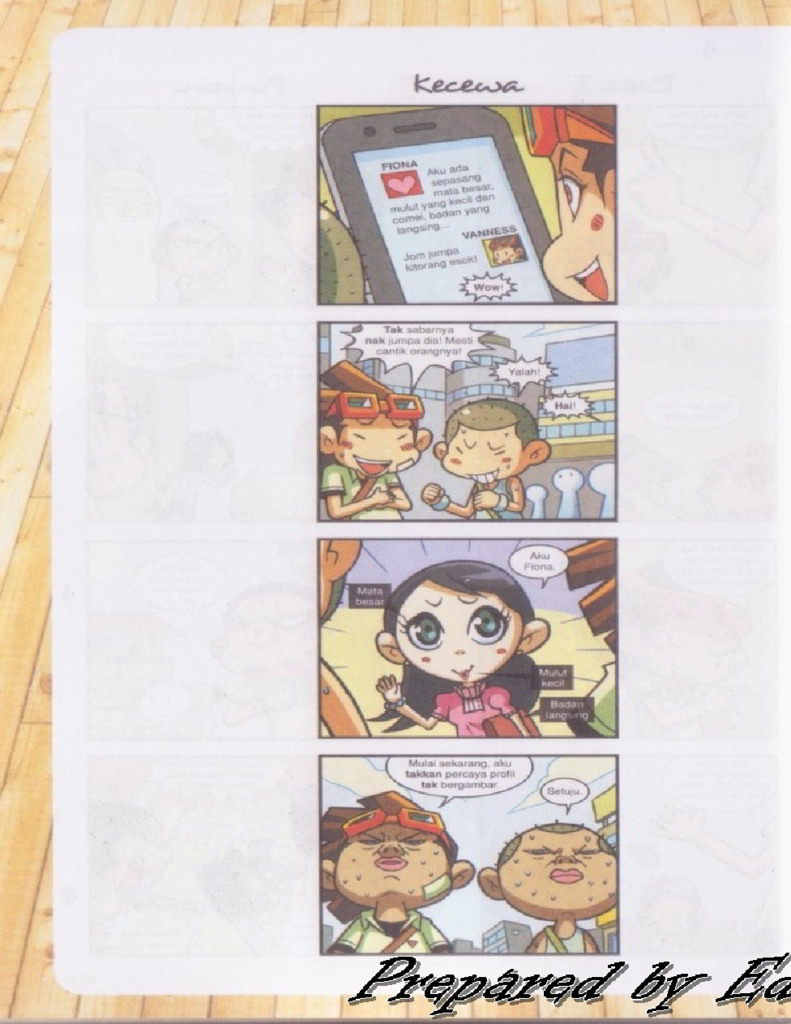 Kecewa
FIONA
Aku ada
sepasang
mata besar,
mulut yang kecil dan
comel, badan yang
langsing...
VANNESS
Jom jumpa
kitorang esok!
Wow!
Tak sabarnya
nak jumpa dia! Mesti
cantik orangnya!
Yalah!
Hai!
Aku
Fiona.
Mata
besar
Mulut
kecil
Badan
langsing
Mulai sekarang, aku
takkan percaya profil
tak bergambar.
Setuju.
Prepared by Ed